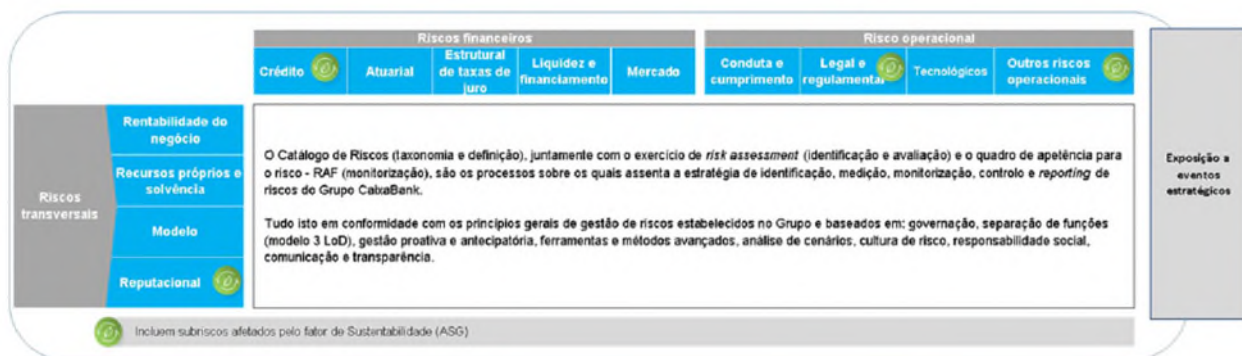 Riscos financeiros
Risco operacional
Crédito
Atuarial
Estrutural
de taxas de
juro
Liquidez e
financiamento
Mercado
Conduta e
cumprimento
Legal e
regulamentar
Tecnológicos
Outros riscos
operacionais
Riscos
transversais
Rentabilidade do
negócio
Recursos próprios e
solvência
Modelo
Reputacional
O Catálogo de Riscos (taxonomia e definição), juntamente com o exercício de risk assessment (identificação e avaliação) e o quadro de apetência para
o risco - RAF (monitorização), são os processos sobre os quais assenta a estratégia de identificação, medição, monitorização, controlo e reporting de
riscos do Grupo CaixaBank.
Tudo isto em conformidade com os princípios gerais de gestão de riscos estabelecidos no Grupo e baseados em: governação, separação de funções
(modelo 3 LoD), gestão proativa e antecipatória, ferramentas e métodos avançados, análise de cenários, cultura de risco, responsabilidade social,
comunicação e transparência.
Exposição a
eventos
estratégicos
Incluem subriscos afetados pelo fator de Sustentabilidade (ASG)